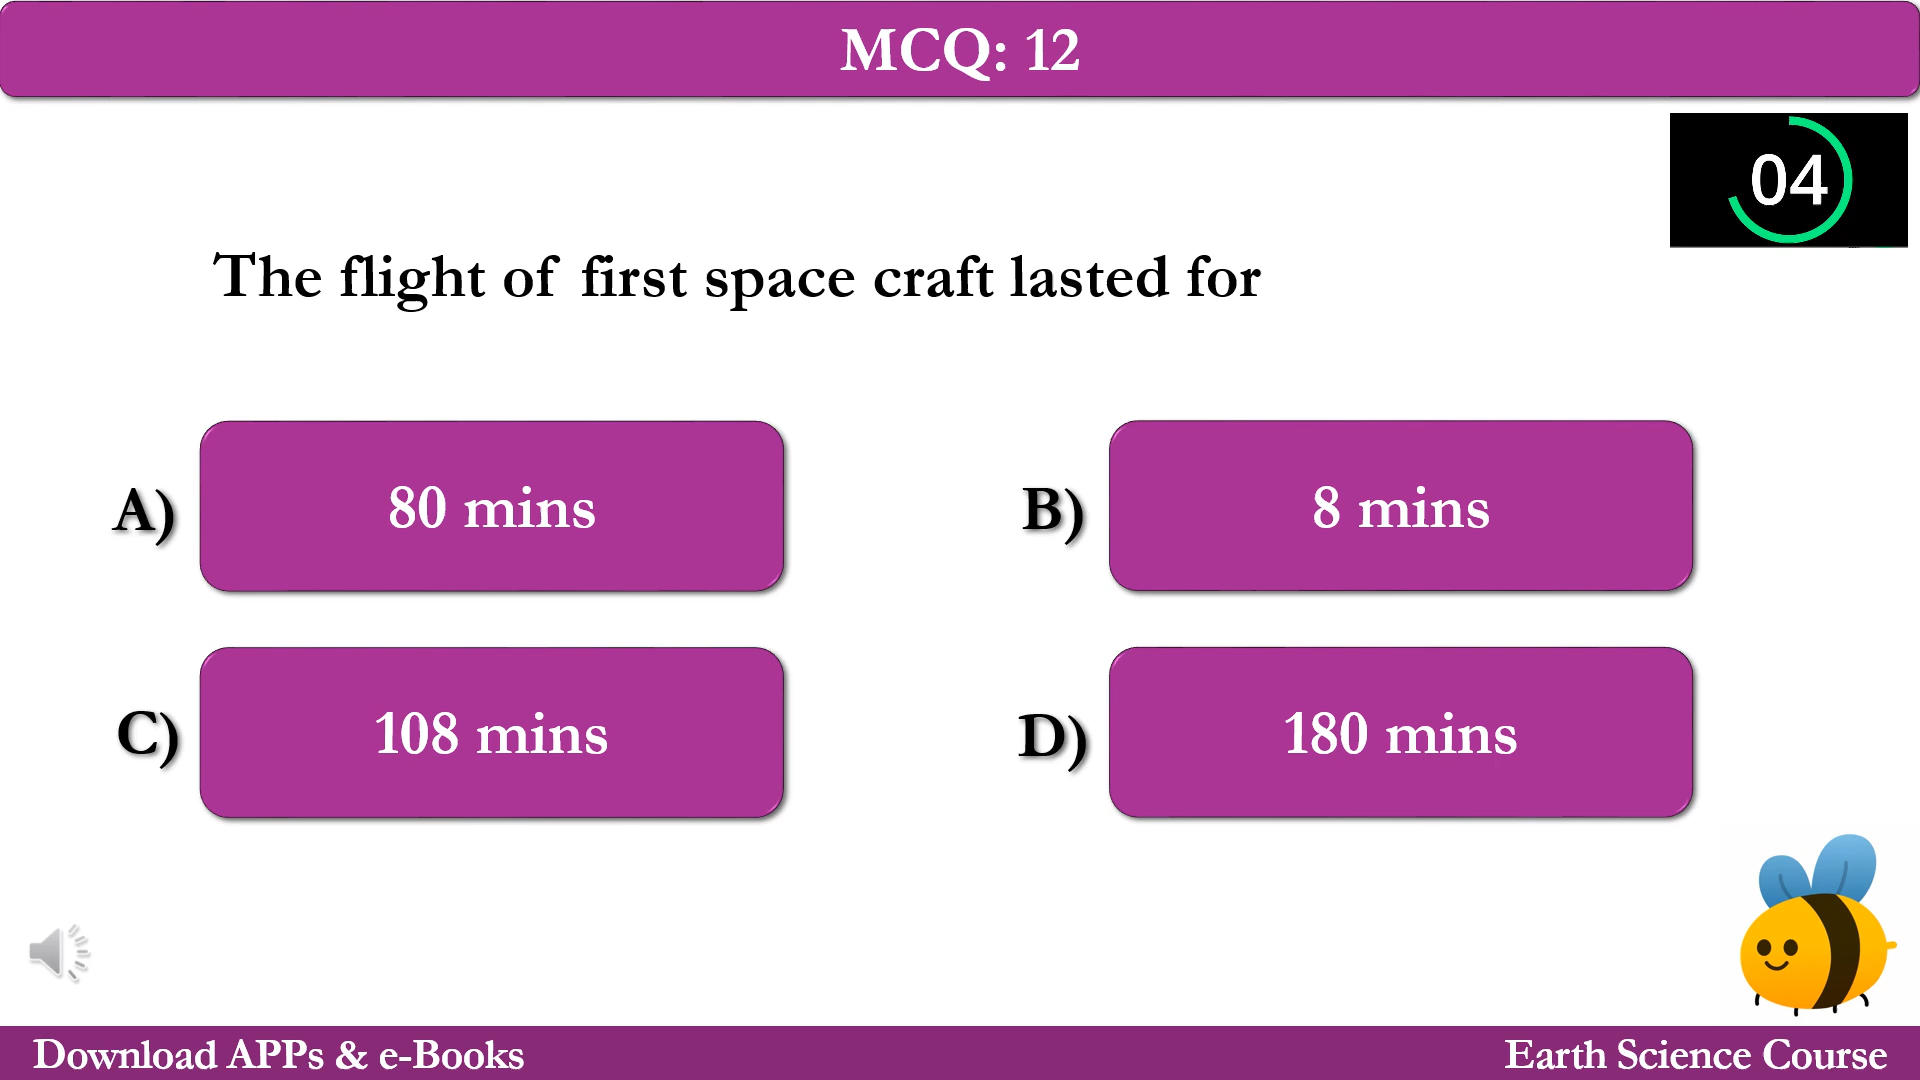 MCQ: 12
04
The flight of first space craft lasted for
A) 80 mins
B) 8 mins
C) 108 mins
D) 180 mins
Download APPs & e-Books
Earth Science Course